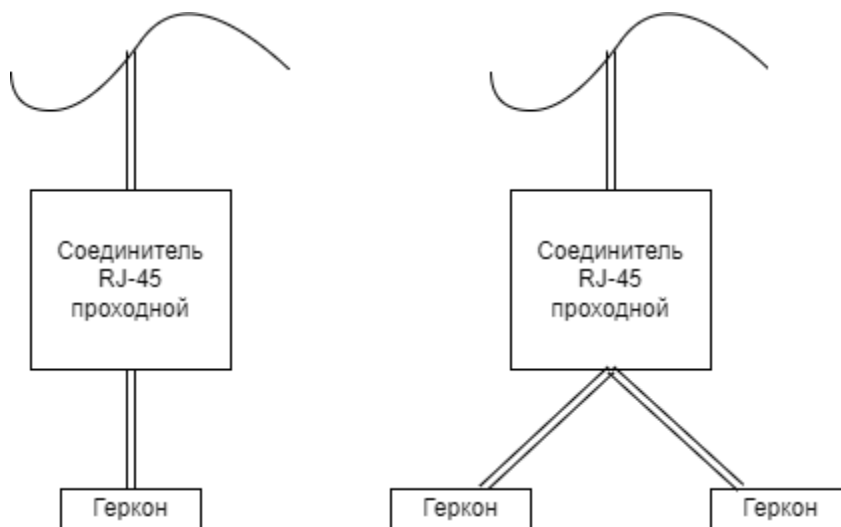 Соединитель
RJ-45
проходной
Соединитель
RJ-45
проходной
Геркон
Геркон
Геркон